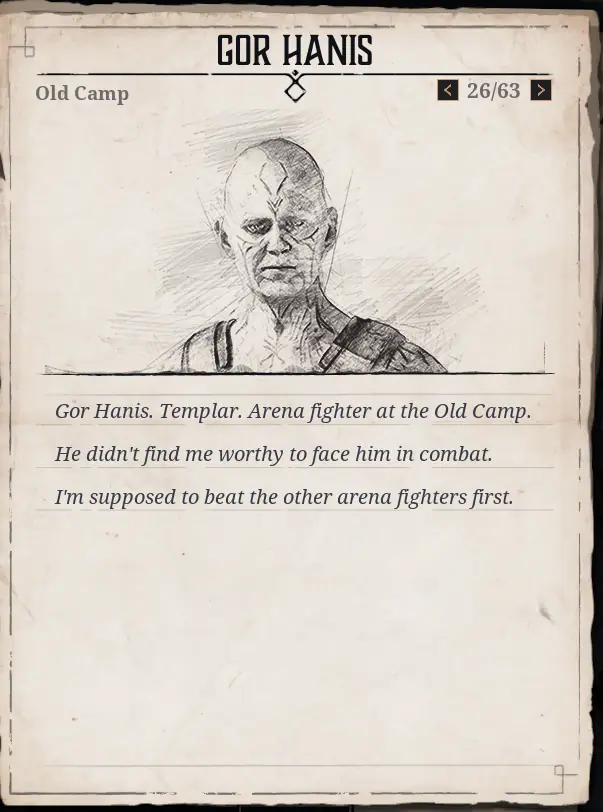 GOR HANIS
Old Camp
26/63
Gor Hanis. Templar. Arena fighter at the Old Camp.
He didn't find me worthy to face him in combat.
I'm supposed to beat the other arena fighters first.